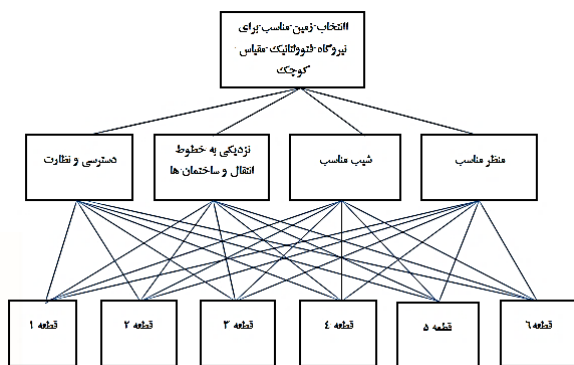 اانتخاب زمین مناسب برای
نیروگاه فتوولتائیک مقیاس
کوچک
دسترسی و نظارت
نزدیکی به خطوط
انتقال و ساختمان ها
شیب مناسب
منظر مناسب
قطعه ۱
قطعه ۲
قطعه ۳
قطعه ۴
قطعه ۵
قطعه ۶